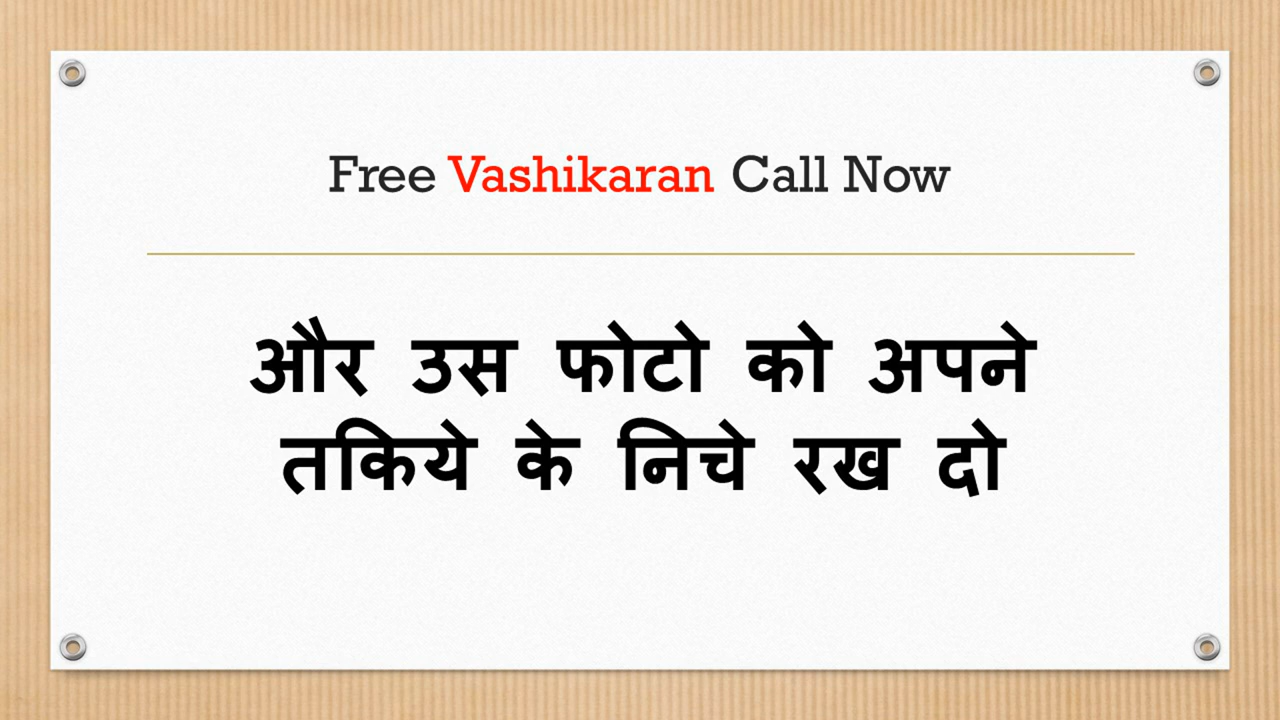 Free Vashikaran Call Now
और उस फोटो को अपने
तकिये के निचे रख दो